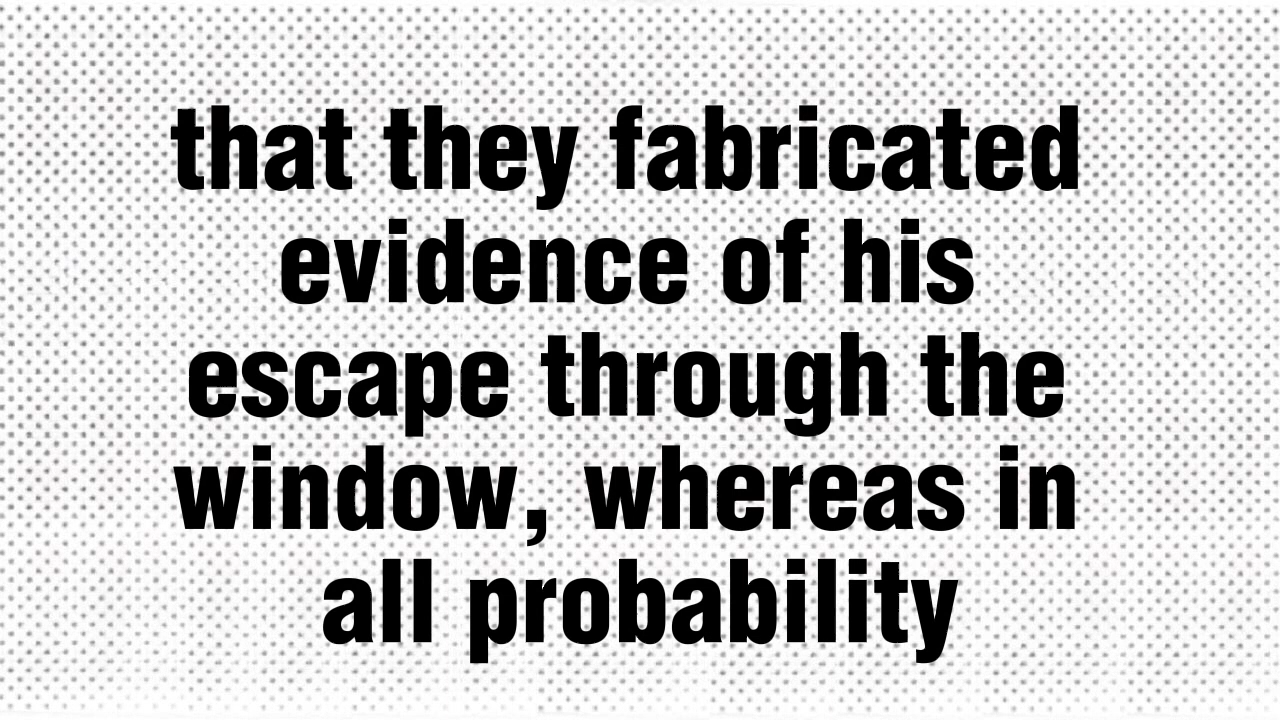 that they fabricated
evidence of his
escape through the
window, whereas in
all probability